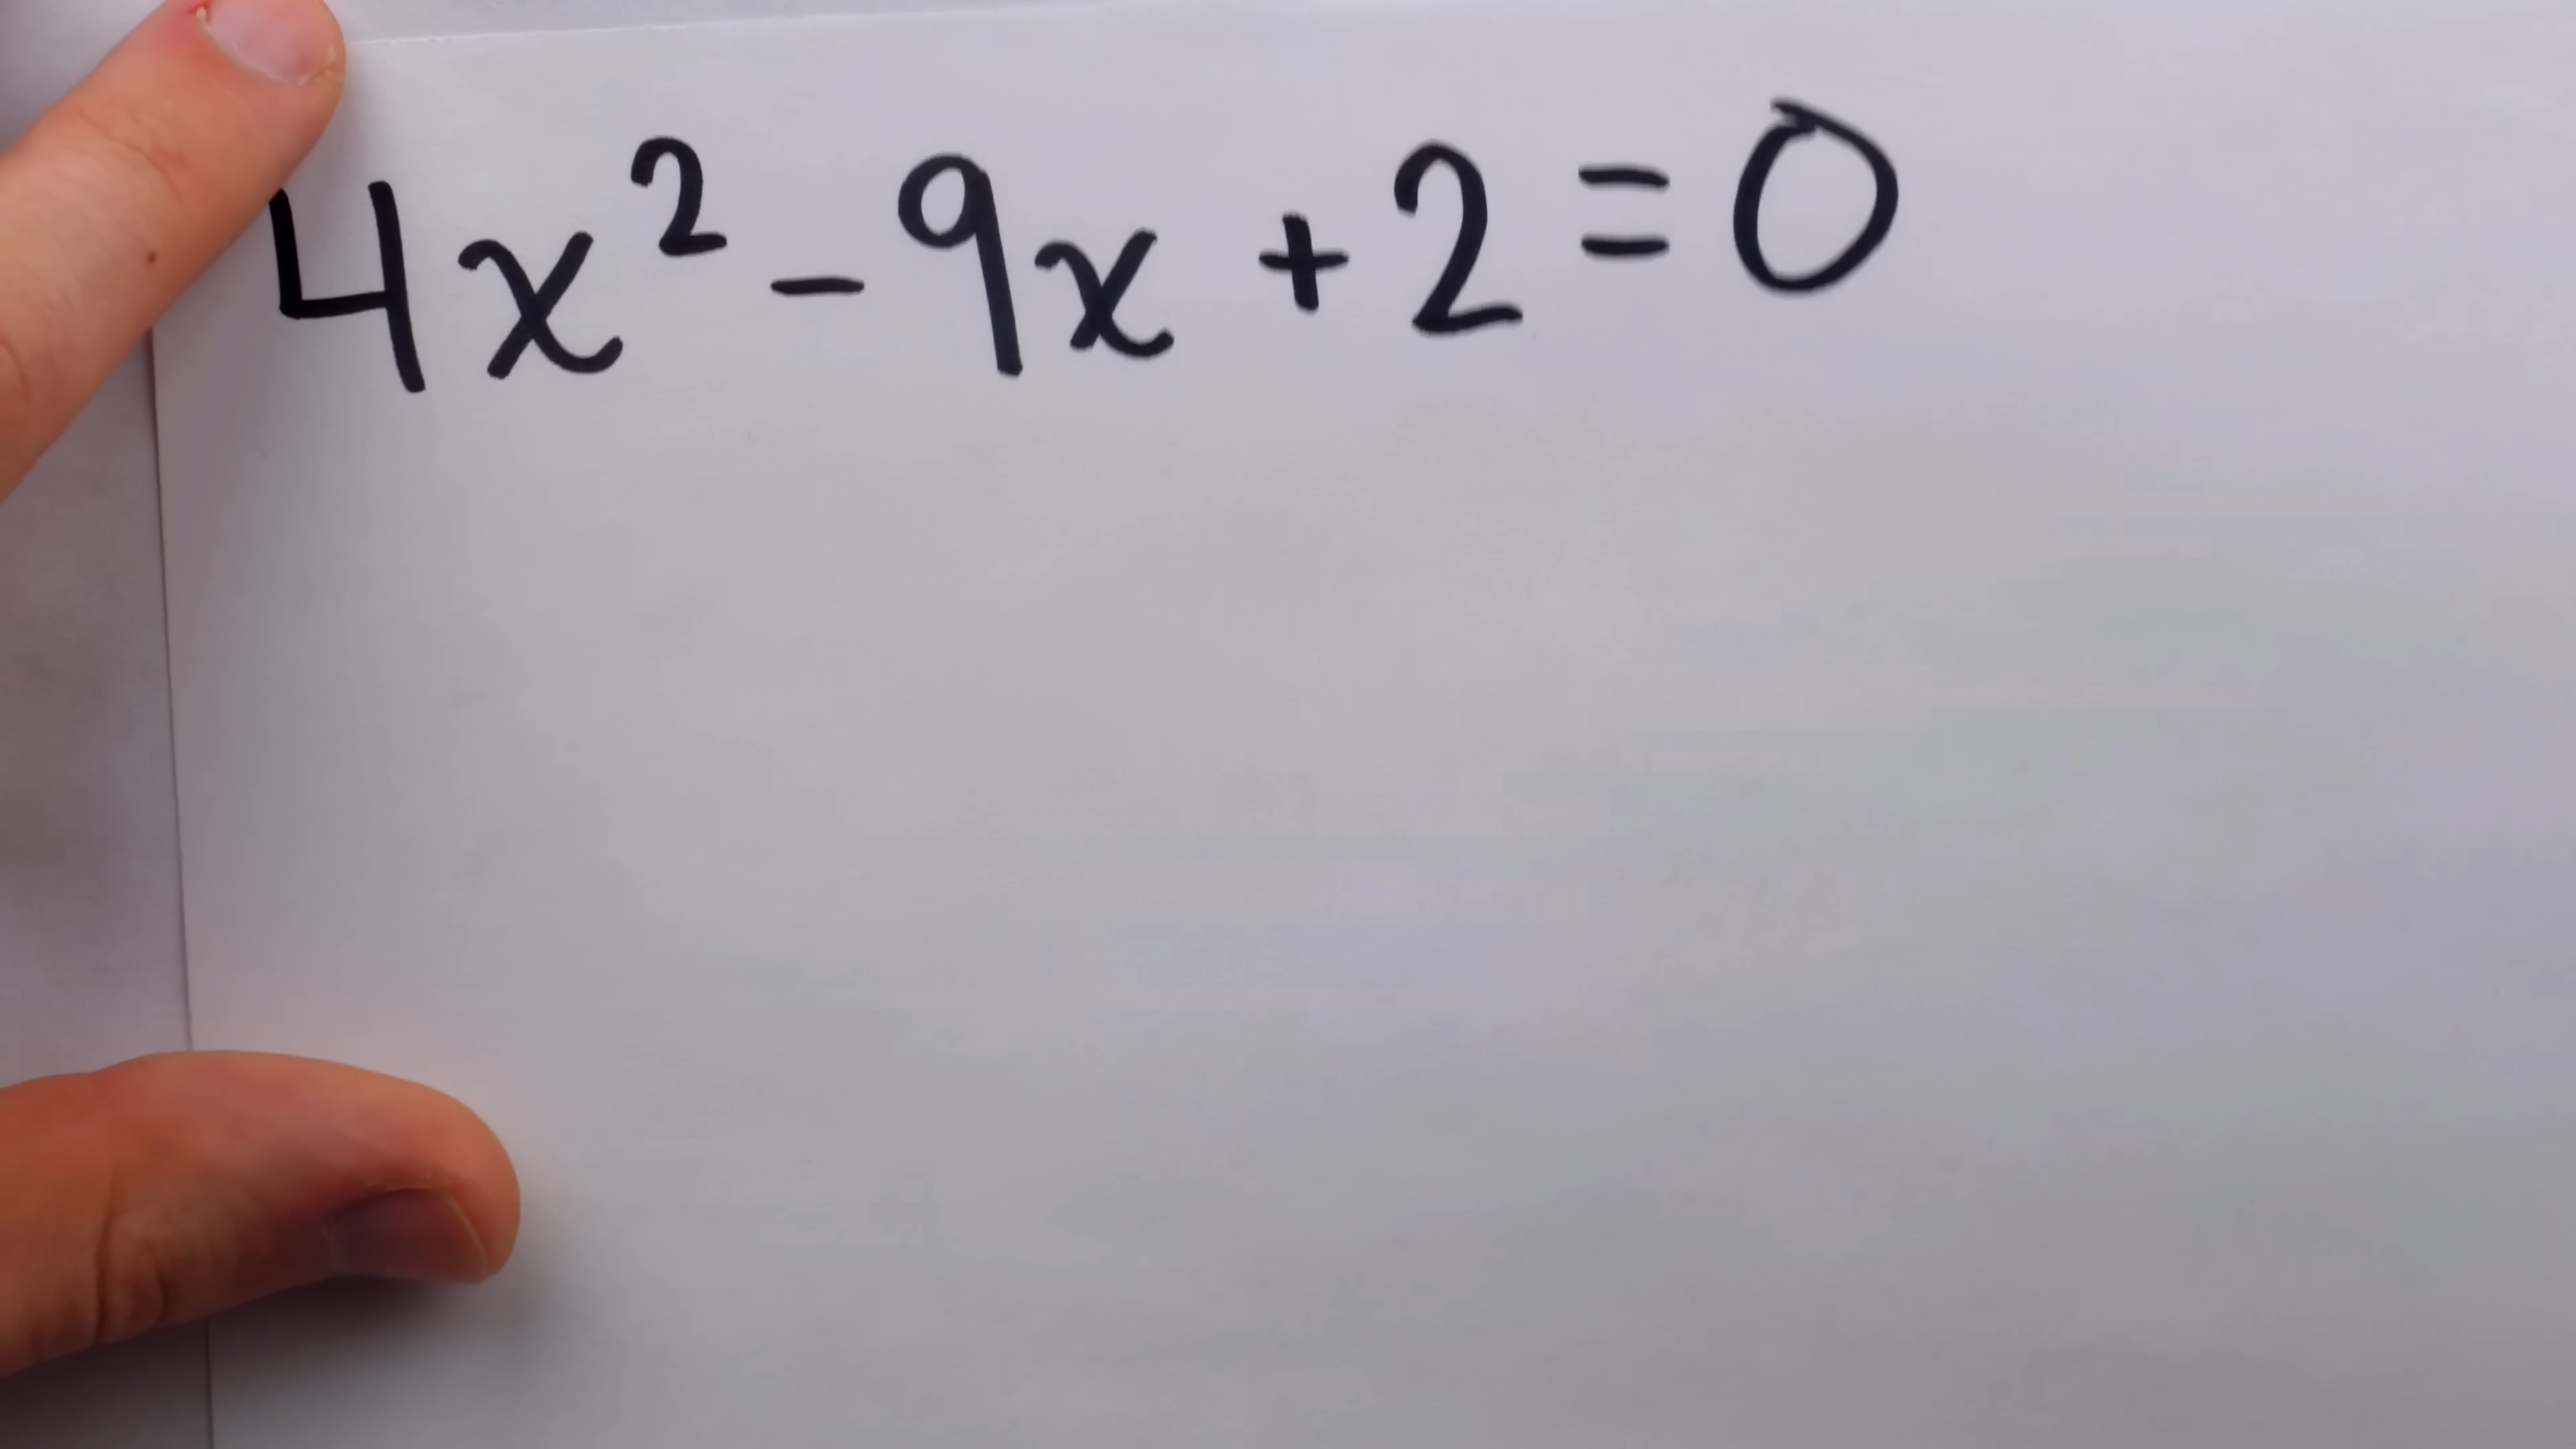 4x² - 9x + 2 = 0